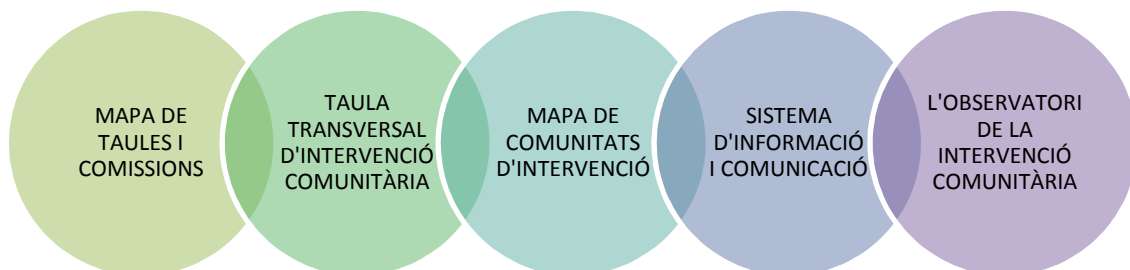 MAPA DE
TAULES I
COMISSIONS
TAULA
TRANSVERSAL
D'INTERVENCIÓ
COMUNITÀRIA
MAPA DE
COMUNITATS
D'INTERVENCIÓ
SISTEMA
D'INFORMACIÓ
I COMUNICACIÓ
L'OBSERVATORI
DE LA
INTERVENCIÓ
COMUNITÀRIA